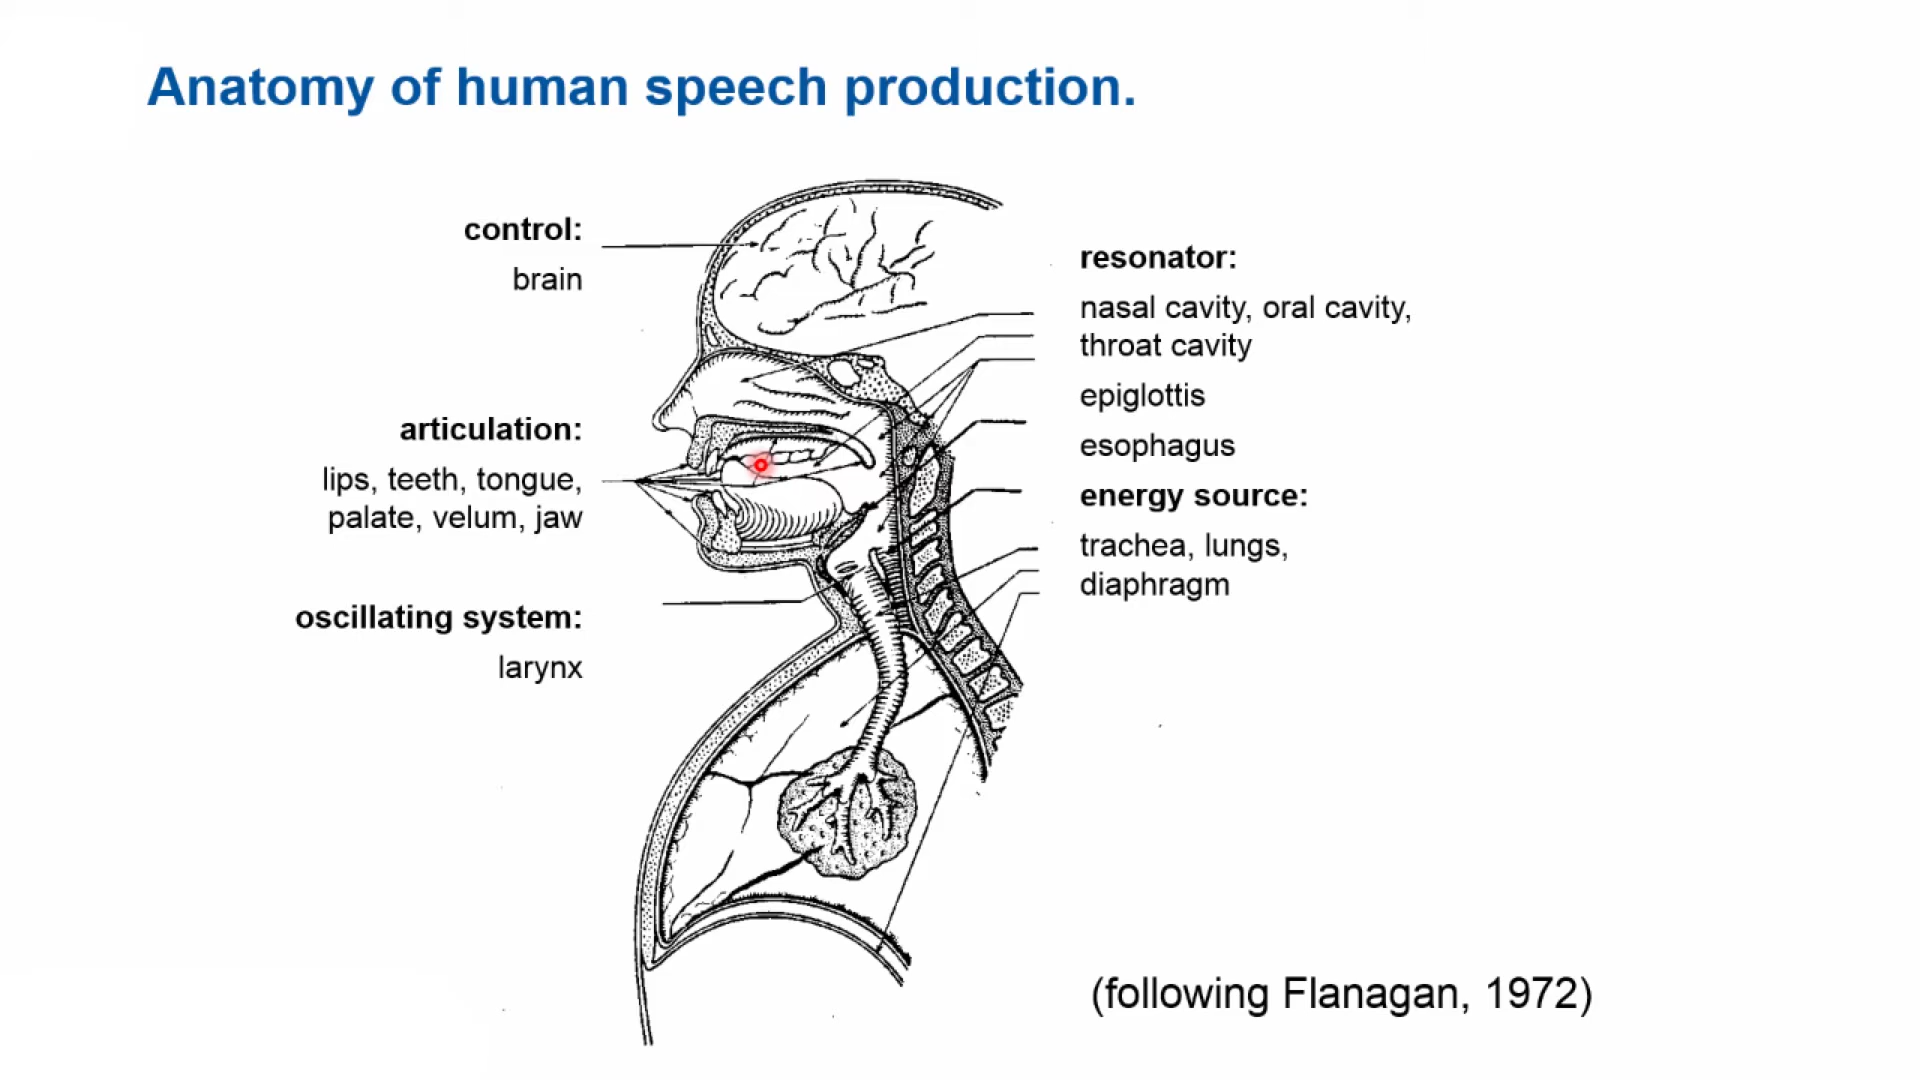 Anatomy of human speech production.
control:
brain
articulation:
lips, teeth, tongue,
palate, velum, jaw
oscillating system:
larynx
resonator:
nasal cavity, oral cavity,
throat cavity
epiglottis
esophagus
energy source:
trachea, lungs,
diaphragm
(following Flanagan, 1972)